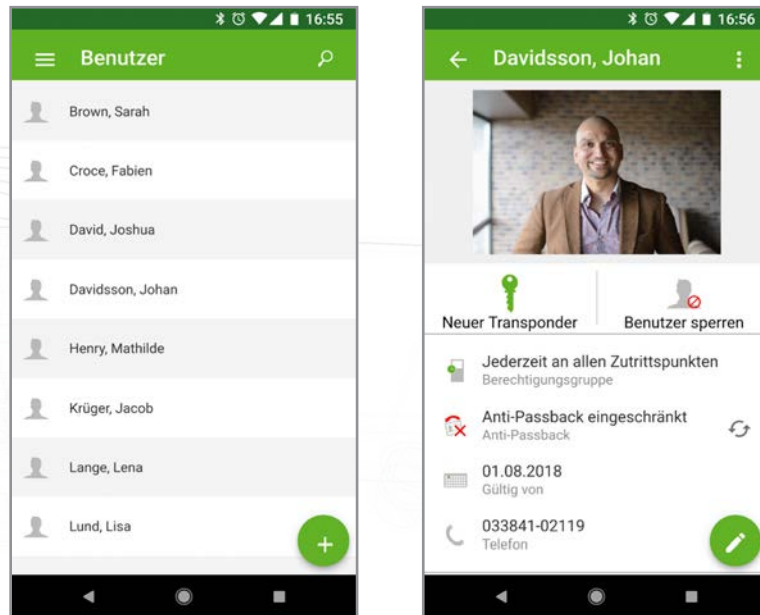 16:55
Benutzer
Brown, Sarah
Croce, Fabien
David, Joshua
Davidsson, Johan
Henry, Mathilde
Krüger, Jacob
Lange, Lena
Lund, Lisa
16:56
Davidsson, Johan
Neuer Transponder
Benutzer sperren
Jederzeit an allen Zutrittspunkten
Berechtigungsgruppe
Anti-Passback eingeschränkt
Anti-Passback
01.08.2018
Gültig von
033841-02119
Telefon